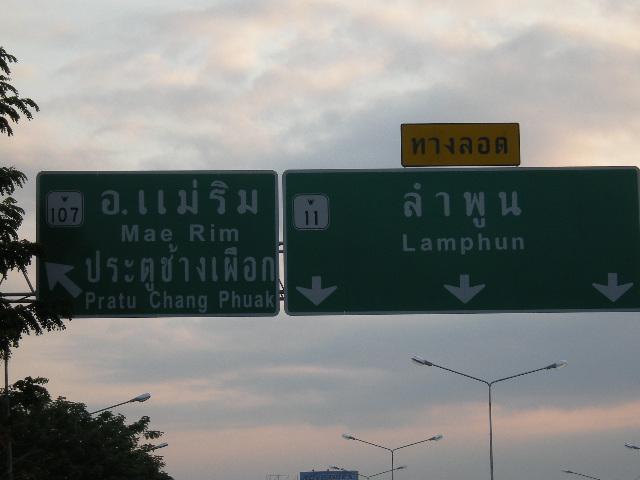 ทางลอด
107
อ.แม่ริม
Mae Rim
ประตูช้างเผือก
Pratu Chang Phuak
11
ลำพูน
Lamphun